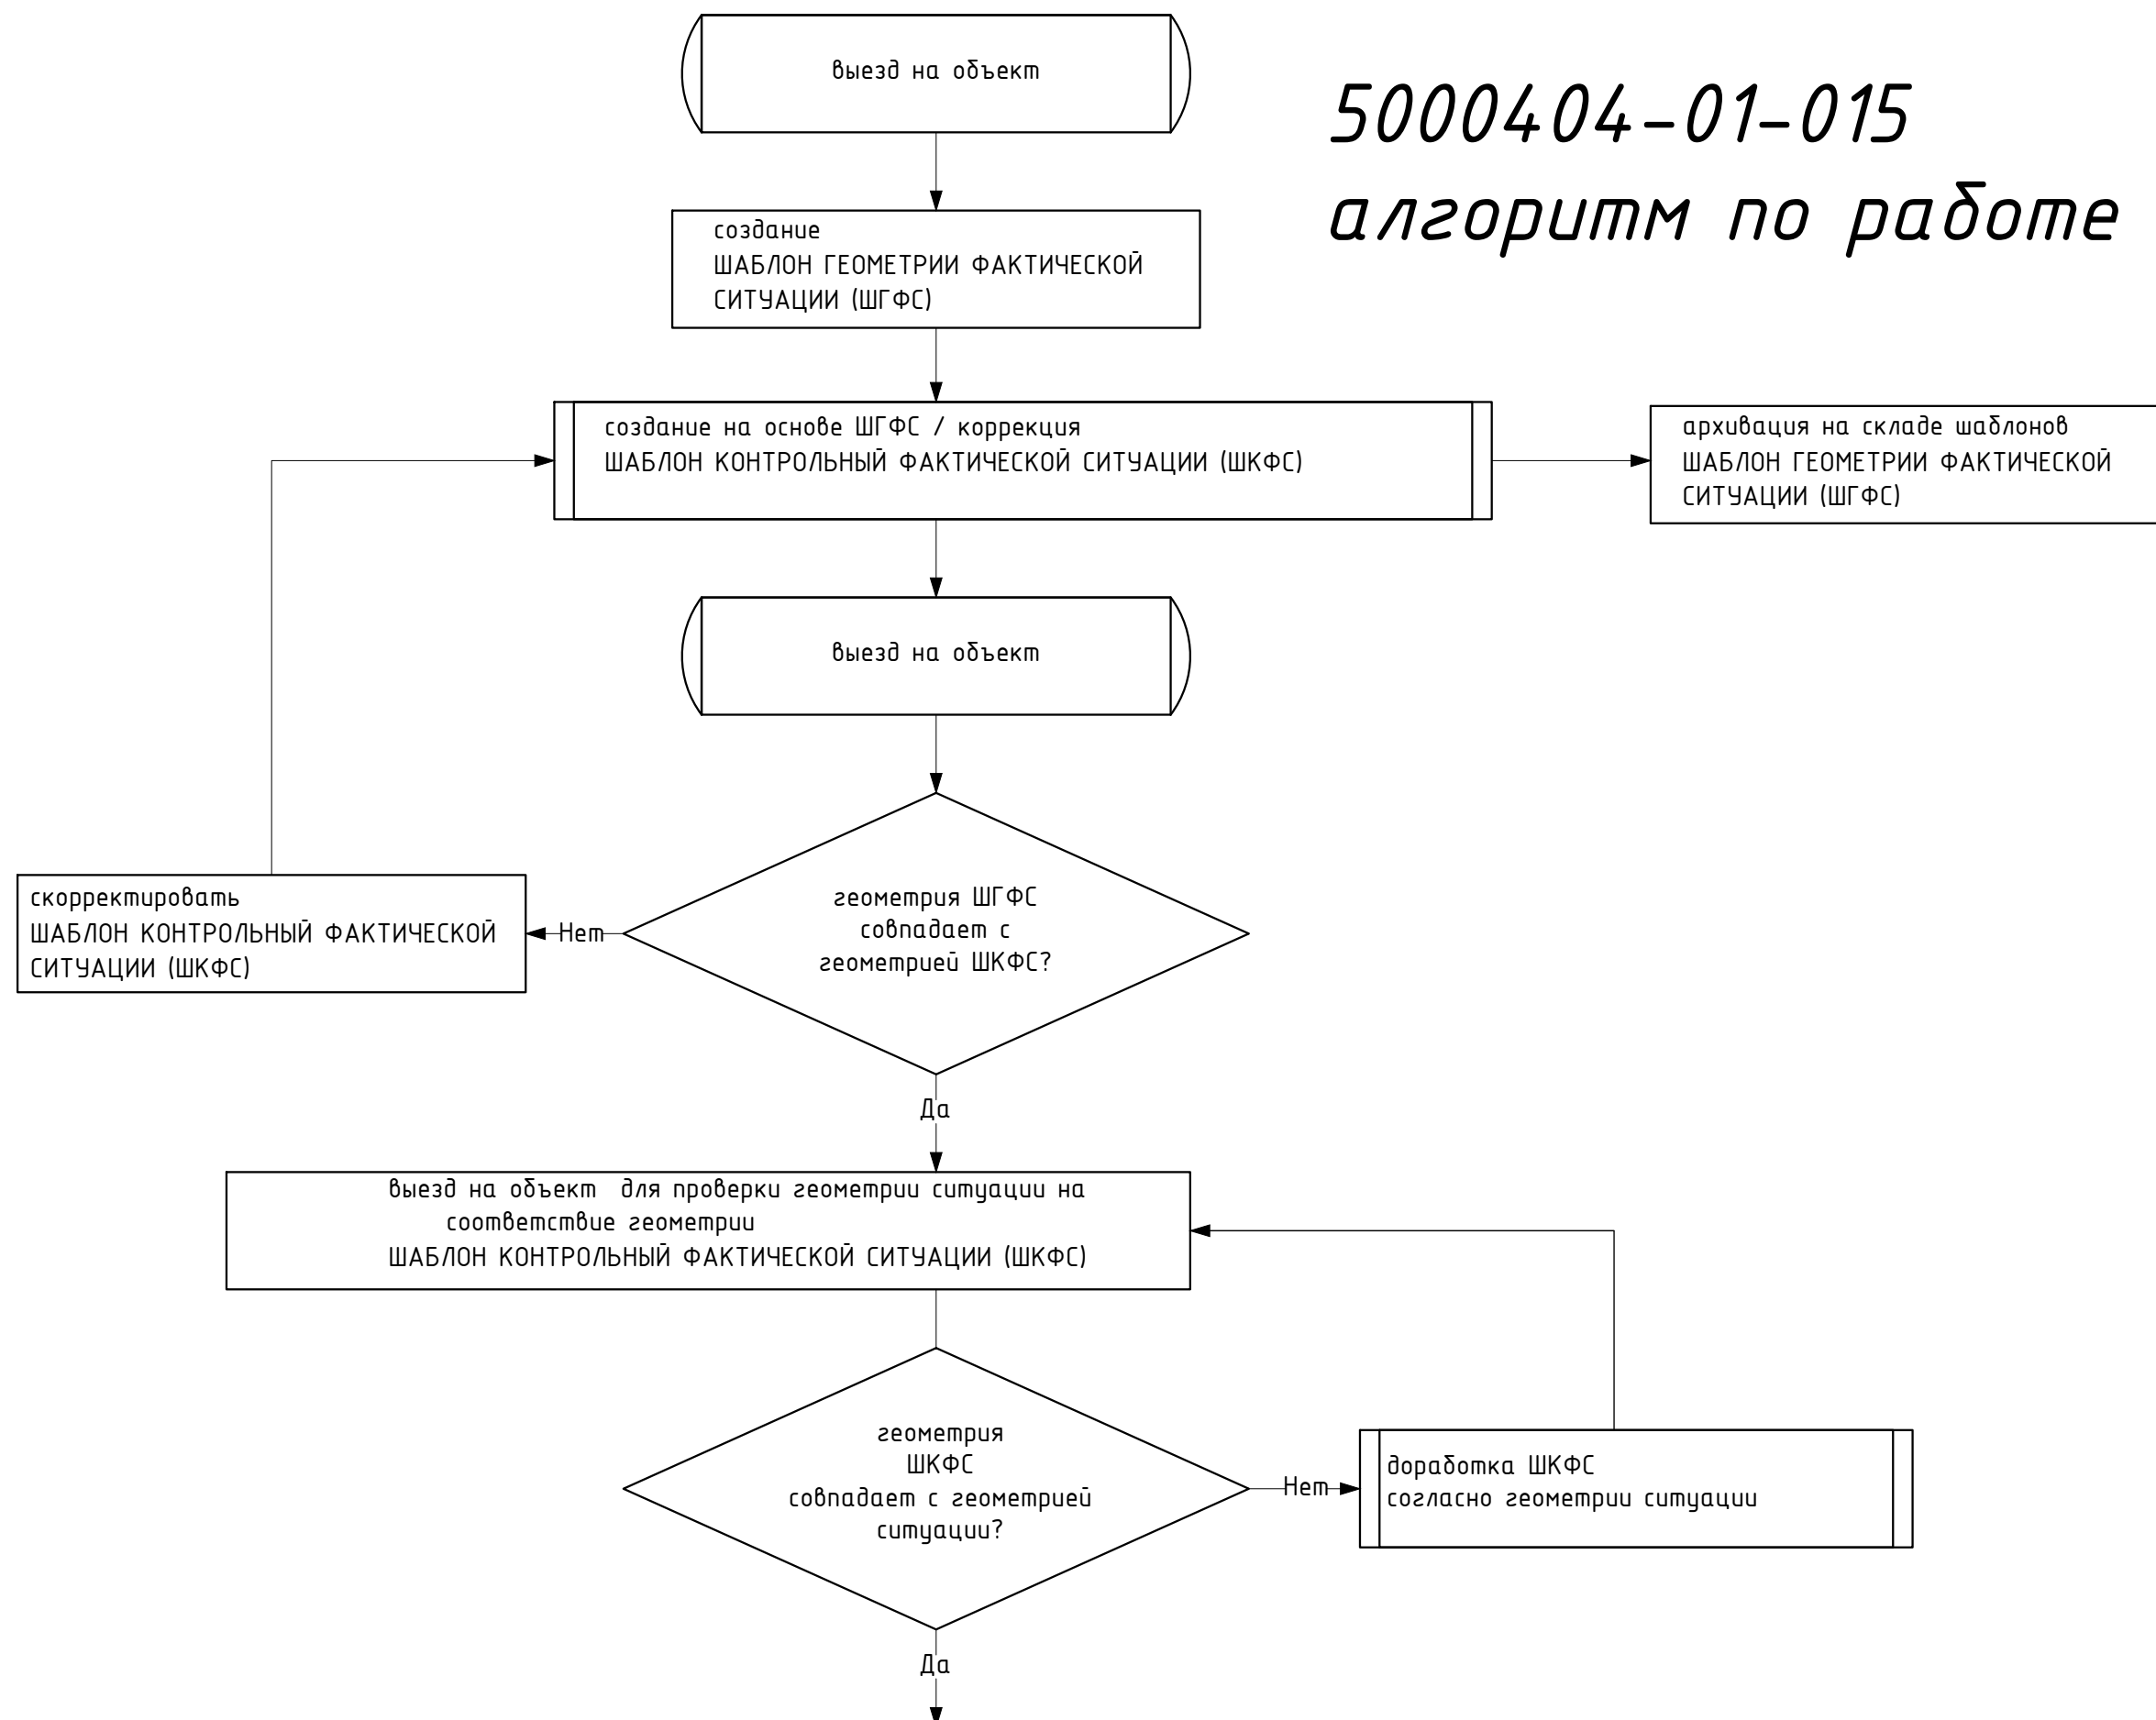 выезд на объект
5000404-01-015
алгоритм по работе
создание
ШАБЛОН ГЕОМЕТРИИ ФАКТИЧЕСКОЙ
СИТУАЦИИ (ШГФС)
создание на основе ШГФС / коррекция
ШАБЛОН КОНТРОЛЬНЫЙ ФАКТИЧЕСКОЙ СИТУАЦИИ (ШКФС)
архивация на складе шаблонов
ШАБЛОН ГЕОМЕТРИИ ФАКТИЧЕСКОЙ
СИТУАЦИИ (ШГФС)
выезд на объект
геометрия ШГФС
совпадает с
геометрией ШКФС?
Нет
скорректировать
ШАБЛОН КОНТРОЛЬНЫЙ ФАКТИЧЕСКОЙ
СИТУАЦИИ (ШКФС)
Да
выезд на объект для проверки геометрии ситуации на
соответствие геометрии
ШАБЛОН КОНТРОЛЬНЫЙ ФАКТИЧЕСКОЙ СИТУАЦИИ (ШКФС)
геометрия
ШКФС
совпадает с геометрией
ситуации?
Нет
доработка ШКФС
согласно геометрии ситуации
Да